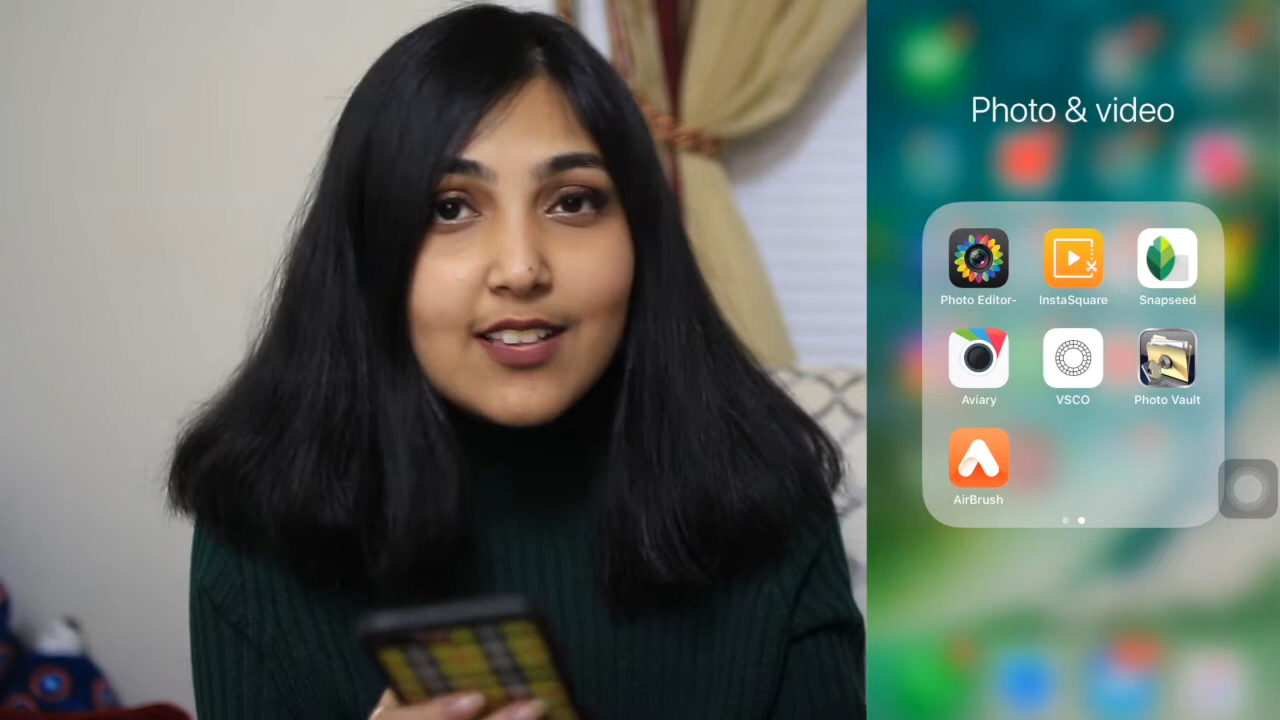 Photo & video
Photo Editor-
InstaSquare
Snapseed
Aviary
VSCO
Photo Vault
AirBrush